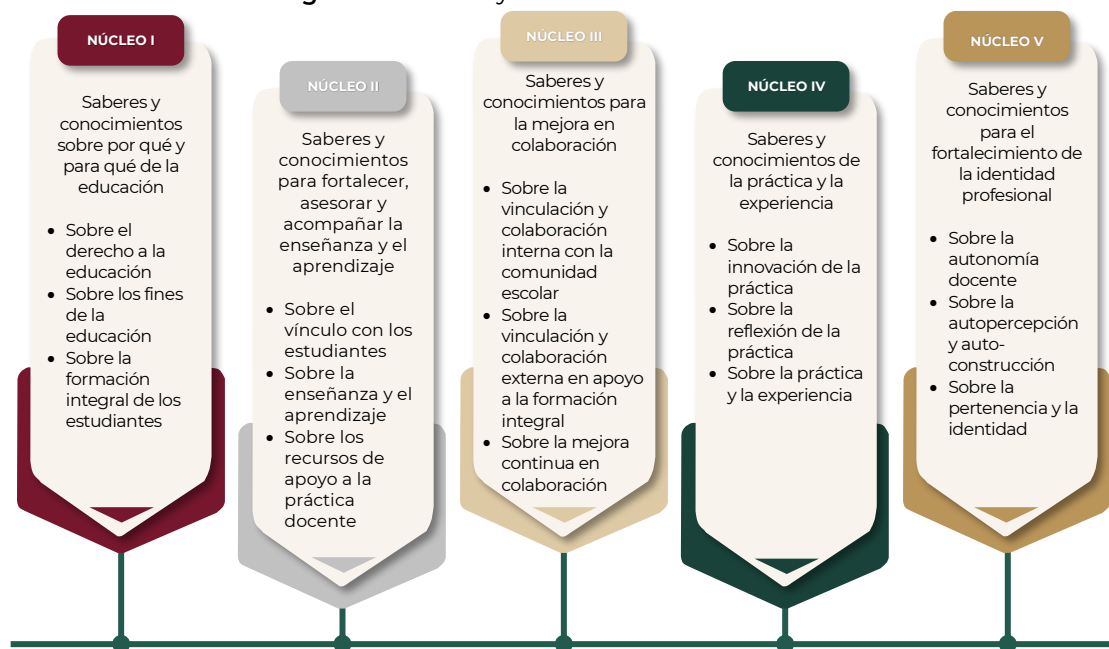 NÚCLEO I
Saberes y
conocimientos
sobre por qué y
para qué de la
educación
• Sobre el
derecho a la
educación
• Sobre los fines
de la
educación
• Sobre la
formación
integral de los
estudiantes
NÚCLEO II
Saberes y
conocimientos
para fortalecer,
asesorar y
acompañar la
enseñanza y el
aprendizaje
• Sobre el
vínculo con los
estudiantes
• Sobre la
enseñanza y el
aprendizaje
• Sobre los
recursos de
apoyo a la
práctica
docente
NÚCLEO III
Saberes y
conocimientos para
la mejora en
colaboración
• Sobre la
vinculación y
colaboración
interna con la
comunidad
escolar
• Sobre la
vinculación y
colaboración
externa en apoyo
a la formación
integral
• Sobre la mejora
continua en
colaboración
NÚCLEO IV
Saberes y
conocimientos de
la práctica y la
experiencia
• Sobre la
innovación de la
práctica
• Sobre la
reflexión de la
práctica
• Sobre la práctica
y la experiencia
NÚCLEO V
Saberes y
conocimientos
para el
fortalecimiento de
la identidad
profesional
• Sobre la
autonomía
docente
• Sobre la
autopercepción
y auto-
construcción
• Sobre la
pertenencia y la
identidad